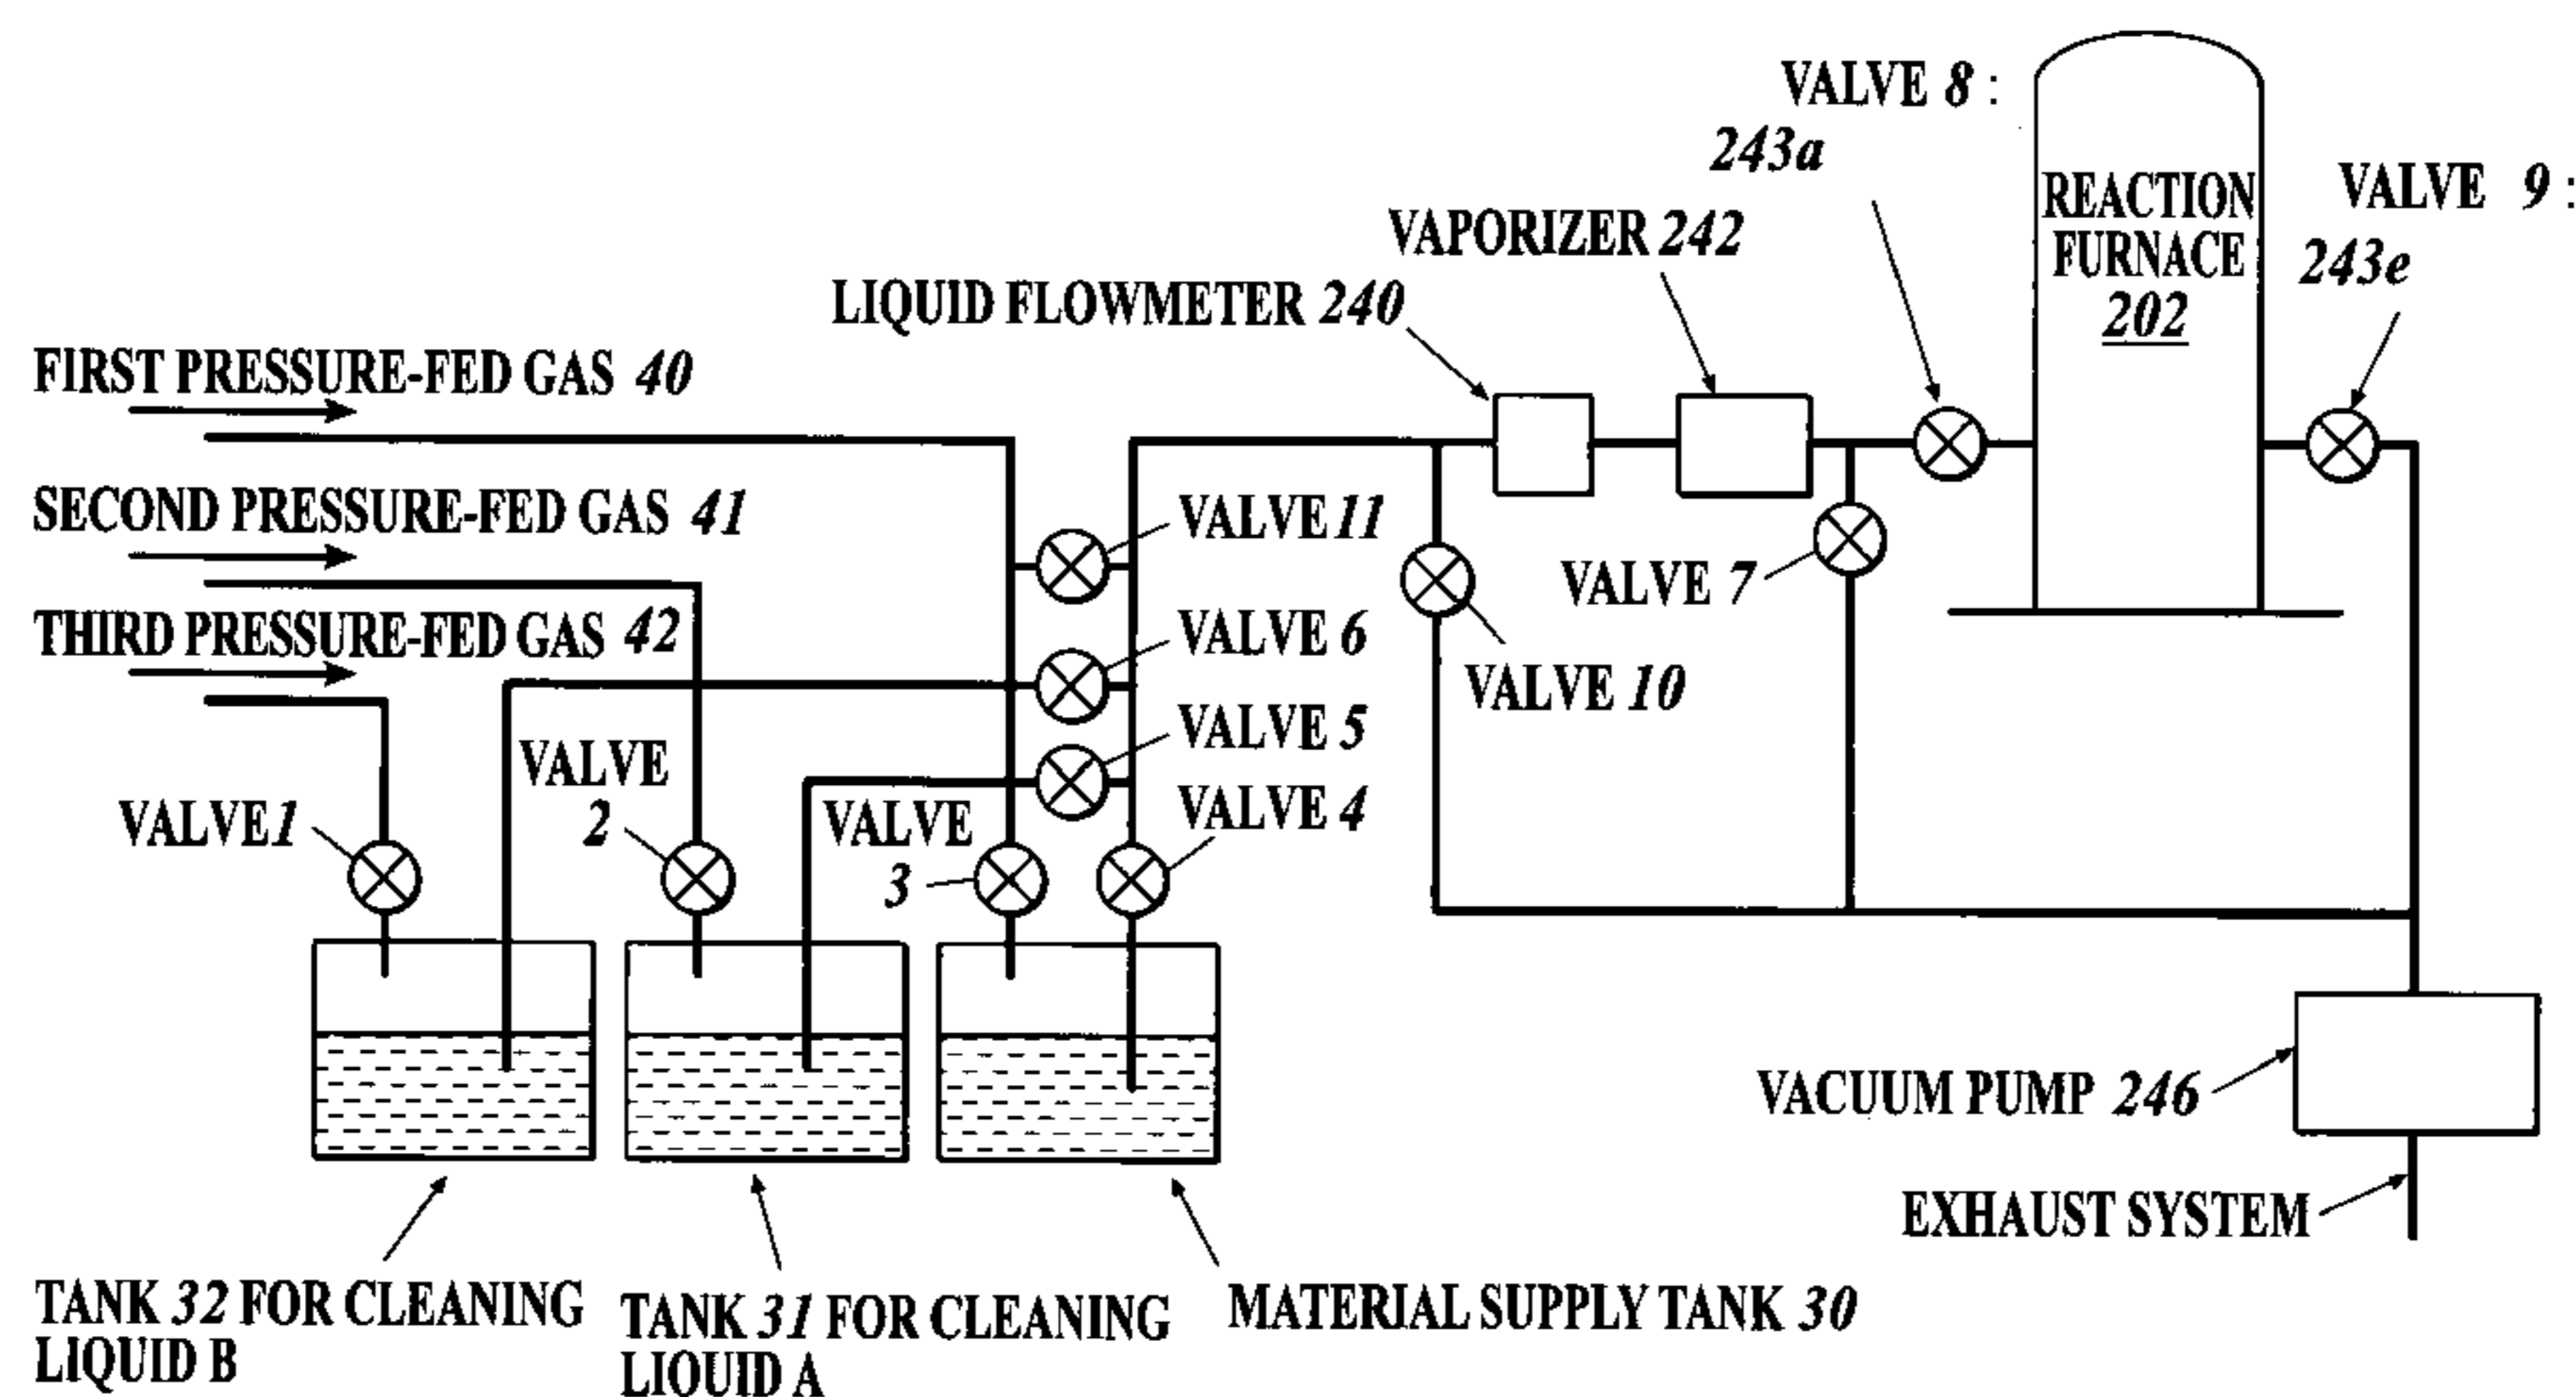 VALVE 8 :
243a
REACTION
FURNACE
202
VALVE 9 :
243e
VAPORIZER 242
LIQUID FLOWMETER 240
FIRST PRESSURE-FED GAS 40
SECOND PRESSURE-FED GAS 41
THIRD PRESSURE-FED GAS 42
VALVE 11
VALVE 6
VALVE 5
VALVE 4
VALVE 7
VALVE 10
VALVE1
VALVE
2
VALVE
3
VACUUM PUMP 246
EXHAUST SYSTEM
TANK 32 FOR CLEANING
LIQUID B
TANK 31 FOR CLEANING
LIOUID A
MATERIAL SUPPLY TANK 30